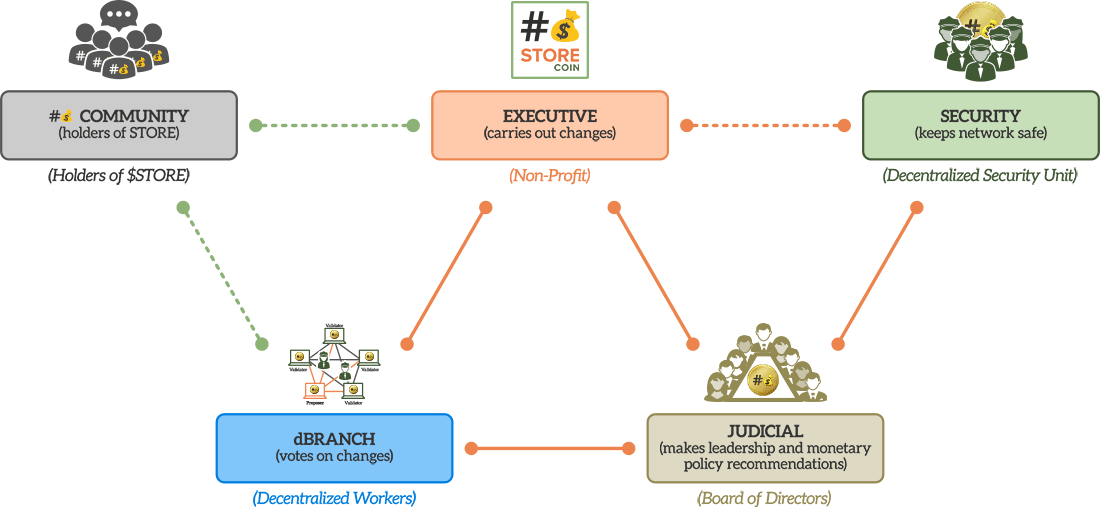 #
STORE
COIN
# COMMUNITY
(holders of STORE)
EXECUTIVE
(carries out changes)
SECURITY
(keeps network safe)
(Holders of $STORE)
(Non-Profit)
(Decentralized Security Unit)
Validator
Validator
Validator
Proposer
Validator
dBRANCH
(votes on changes)
JUDICIAL
(makes leadership and monetary
policy recommendations)
(Decentralized Workers)
(Board of Directors)